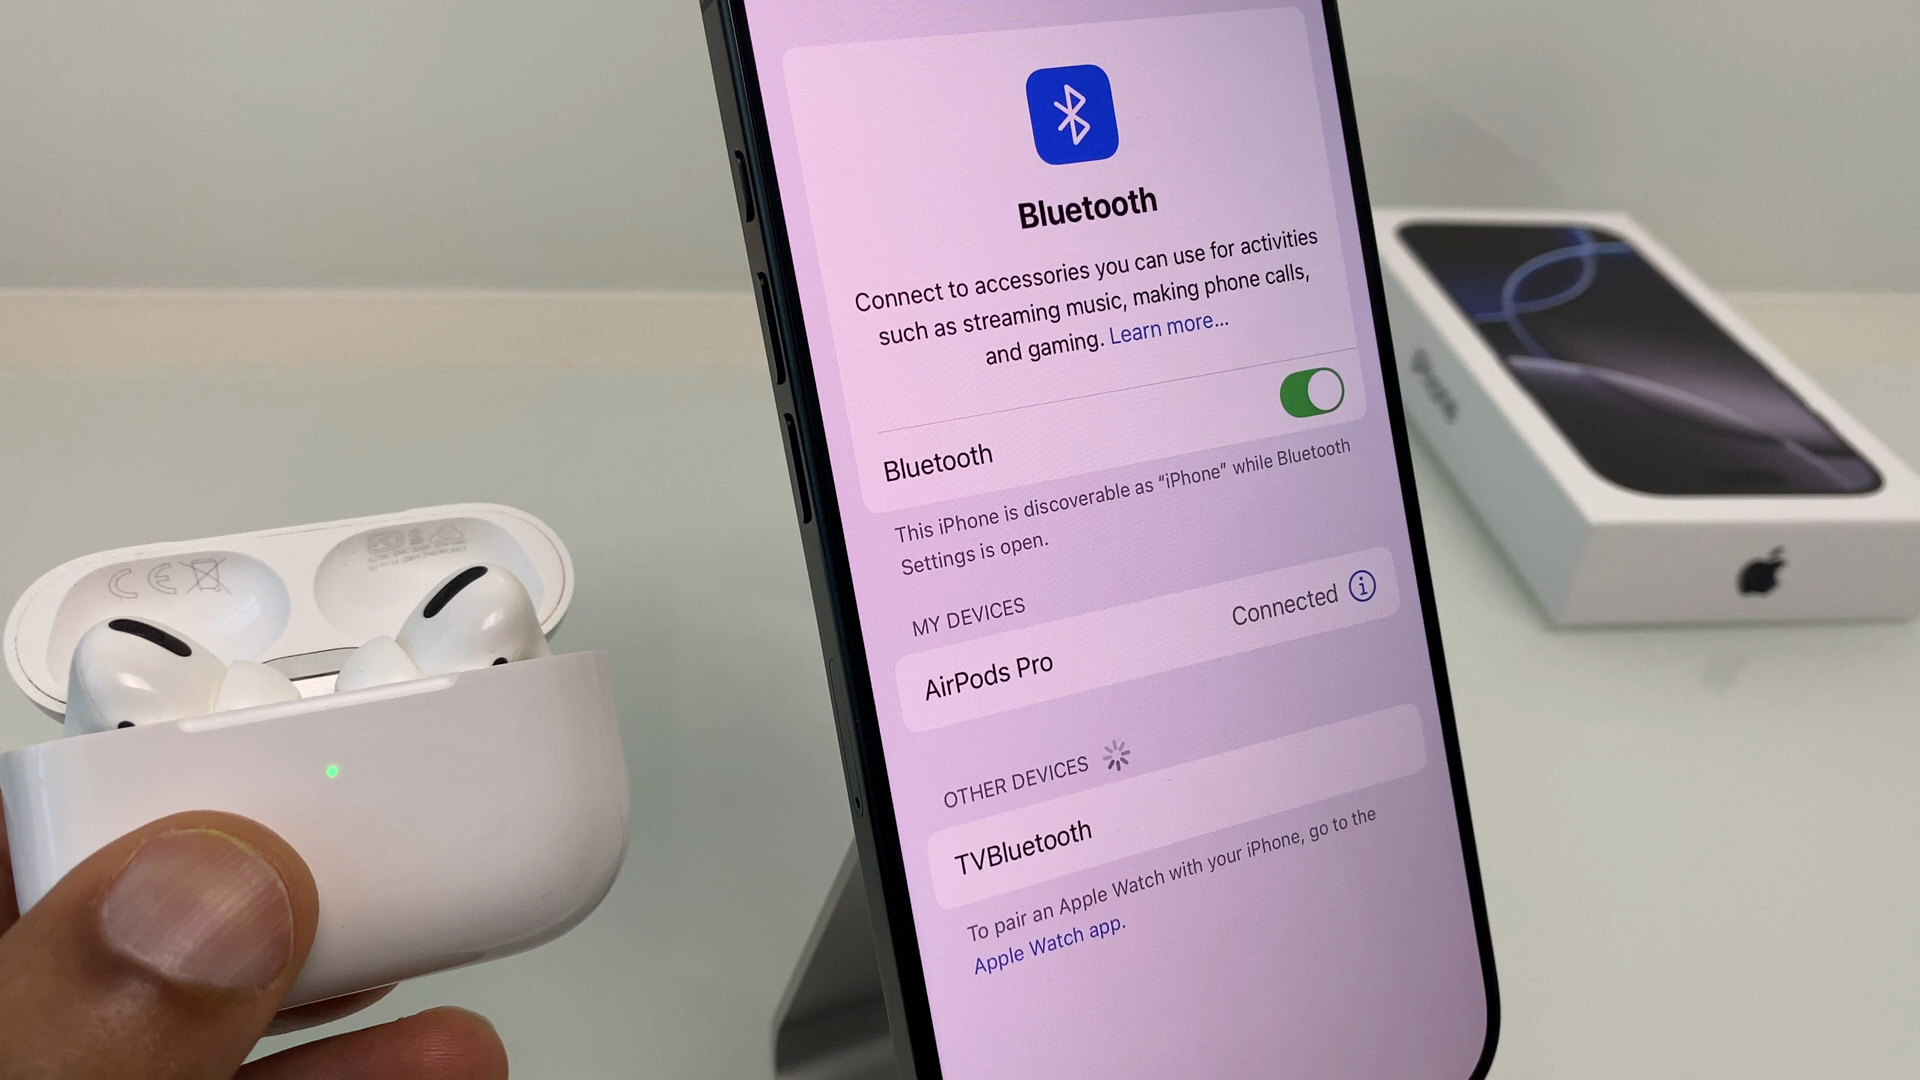 Bluetooth
Connect to accessories you can use for activities
such as streaming music, making phone calls,
and gaming. Learn more...
Bluetooth
This iPhone is discoverable as “iPhone” while Bluetooth
Settings is open.
MY DEVICES
AirPods Pro Connected
OTHER DEVICES
TVBluetooth
To pair an Apple Watch with your iPhone, go to the
Apple Watch app.
CE